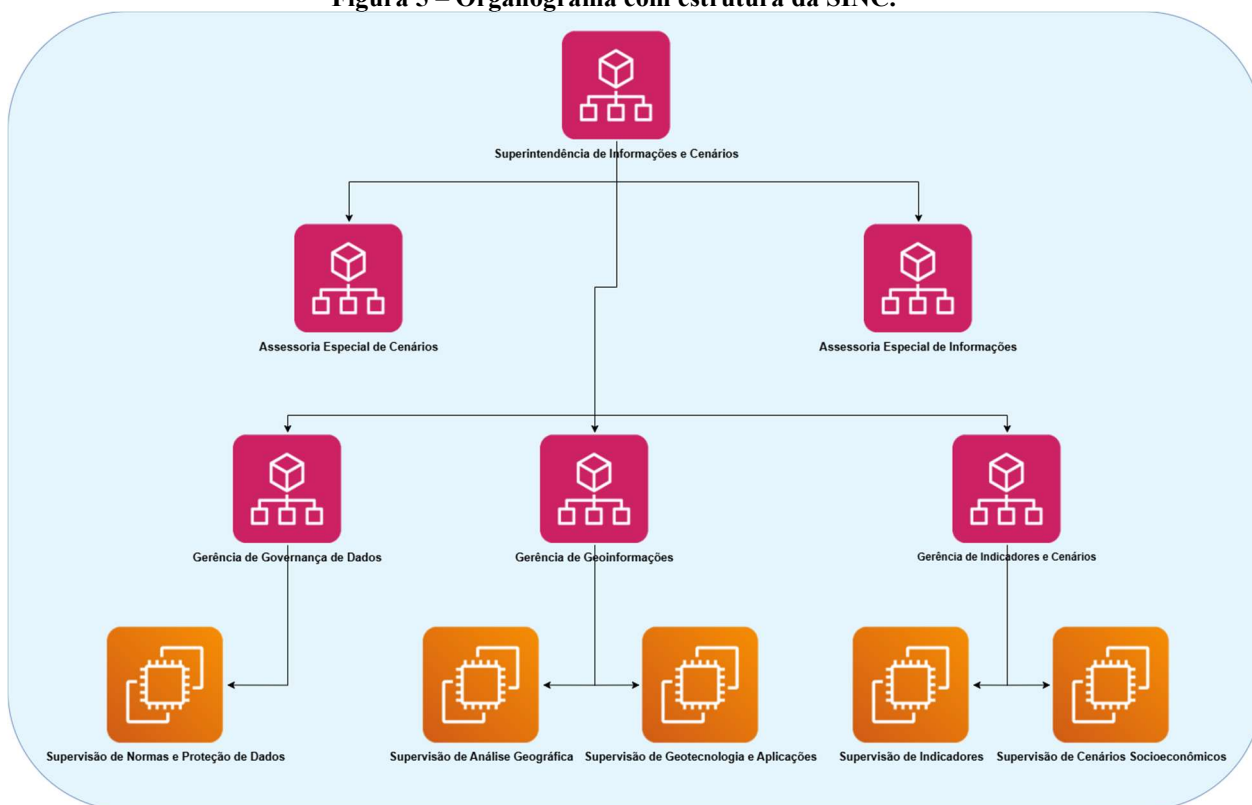 Figura 5 – Organograma com estrutura da SINC.
Superintendência de Informações e Cenários
Assessoria Especial de Cenários
Assessoria Especial de Informações
Gerência de Governança de Dados
Gerência de Geoinformações
Gerência de Indicadores e Cenários
Supervisão de Normas e Proteção de Dados
Supervisão de Análise Geográfica
Supervisão de Geotecnologia e Aplicações
Supervisão de Indicadores
Supervisão de Cenários Socioeconômicos